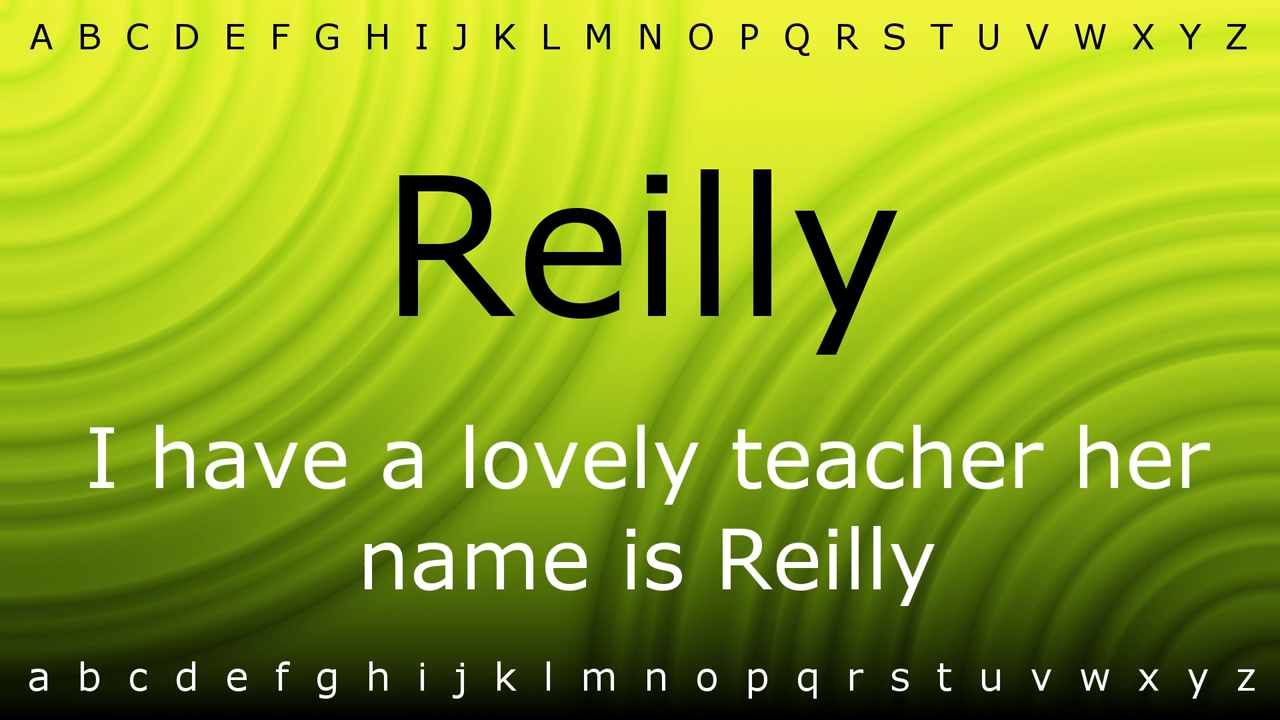 A B C D E F G H I J K L M N O P Q R S T U V W X Y Z
Reilly
I have a lovely teacher her
name is Reilly
a b c d e f g h i j k l m n o p q r s t u v w x y z